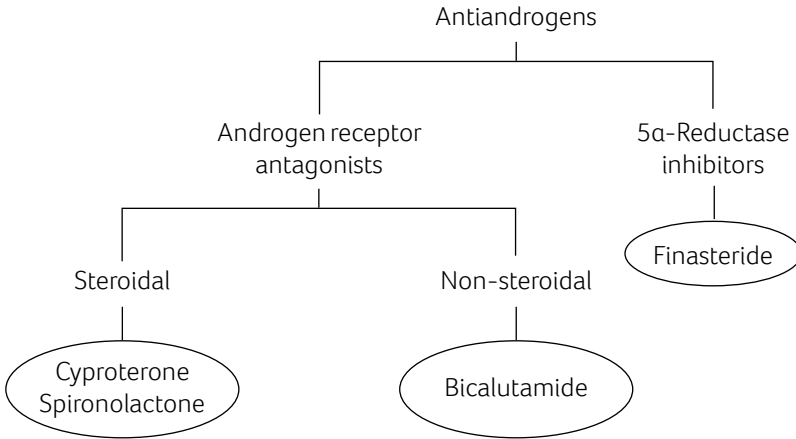 Antiandrogens
Androgen receptor
antagonists
5α-Reductase
inhibitors
Steroidal
Non-steroidal
Finasteride
Cyproterone
Spironolactone
Bicalutamide